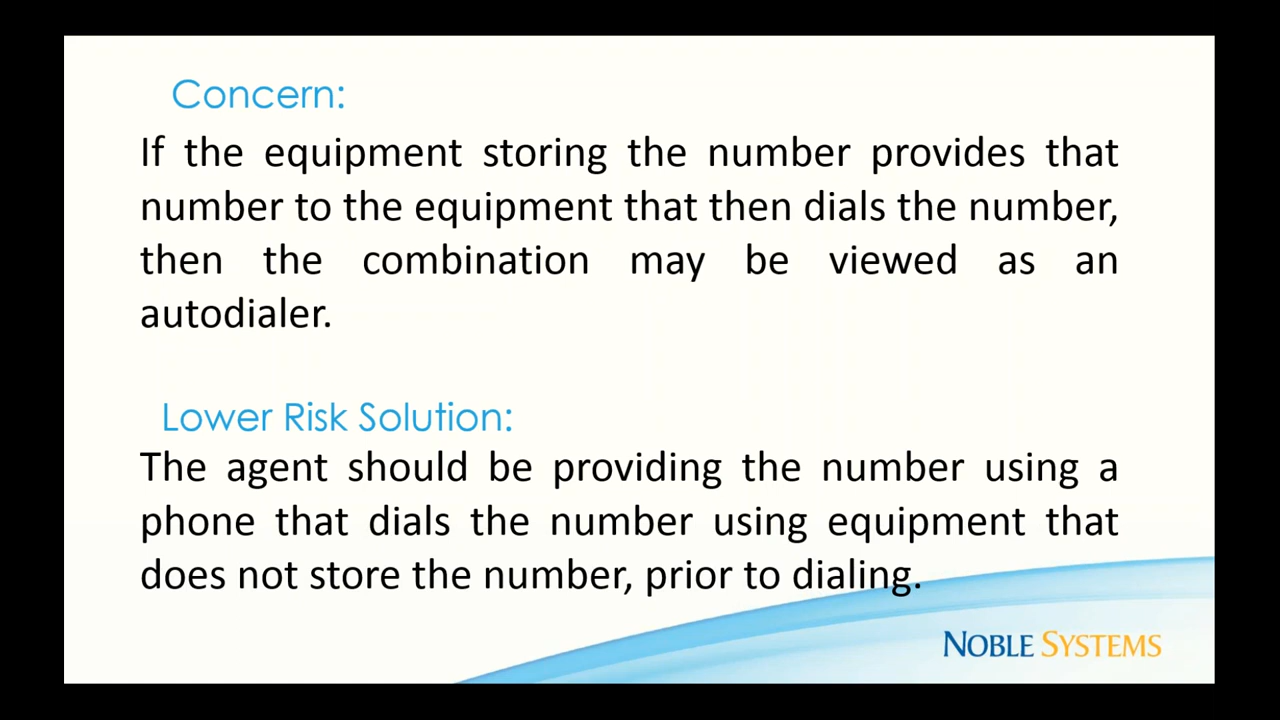 Concern:
If the equipment storing the number provides that
number to the equipment that then dials the number,
then the combination may be viewed as an
autodialer.
Lower Risk Solution:
The agent should be providing the number using a
phone that dials the number using equipment that
does not store the number, prior to dialing.
NOBLE SYSTEMS